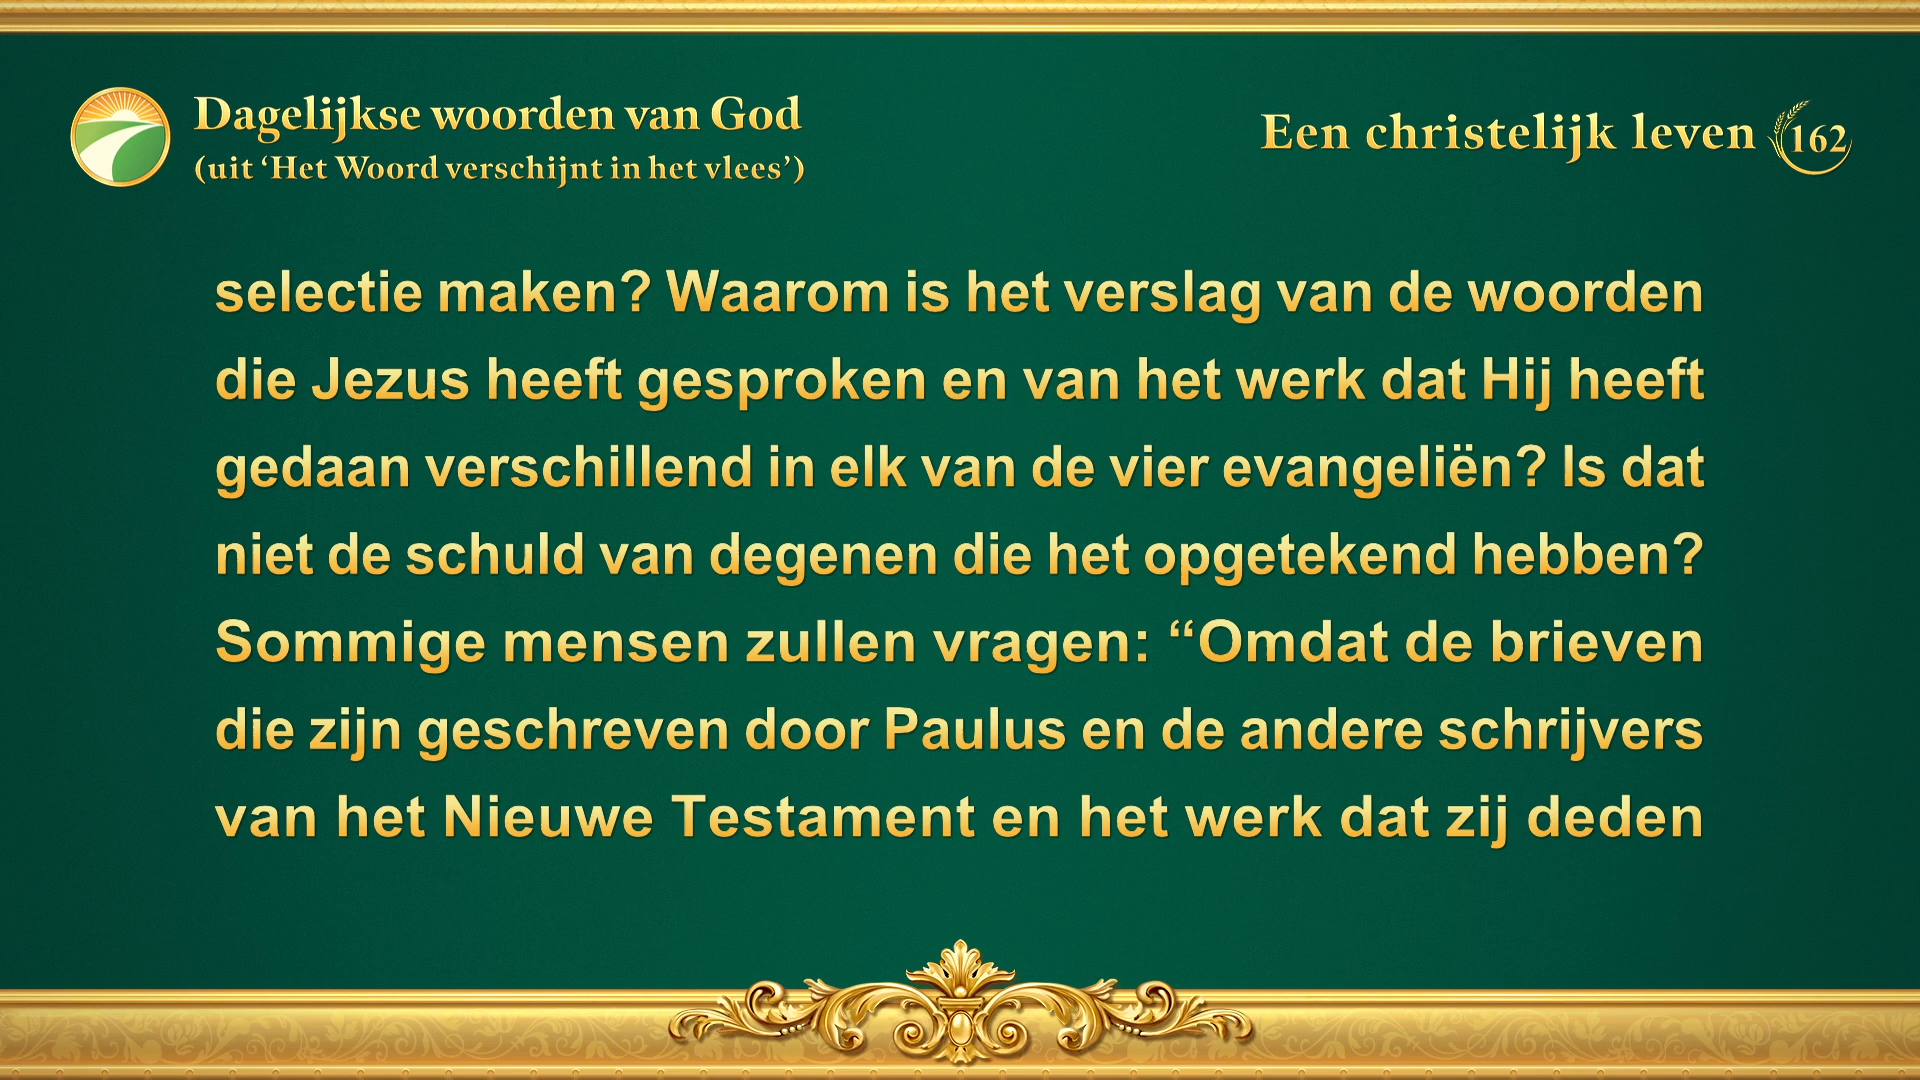 Dagelijkse woorden van God
(uit ‘Het Woord verschijnt in het vlees’)
Een christelijk leven 162
selectie maken? Waarom is het verslag van de woorden
die Jezus heeft gesproken en van het werk dat Hij heeft
gedaan verschillend in elk van de vier evangeliën? Is dat
niet de schuld van degenen die het opgetekend hebben?
Sommige mensen zullen vragen: “Omdat de brieven
die zijn geschreven door Paulus en de andere schrijvers
van het Nieuwe Testament en het werk dat zij deden